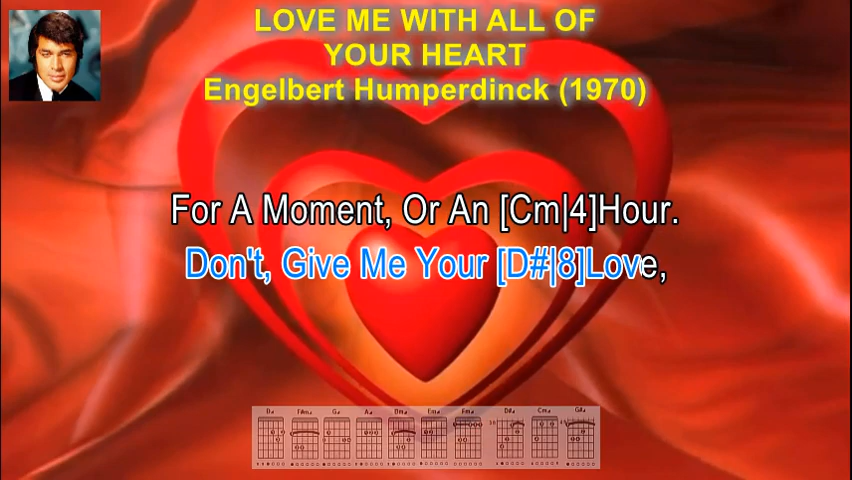 LOVE ME WITH ALL OF
YOUR HEART
Engelbert Humperdinck (1970)
For A Moment, Or An [Cm|4]Hour.
Don't, Give Me Your [D#|8]Love,